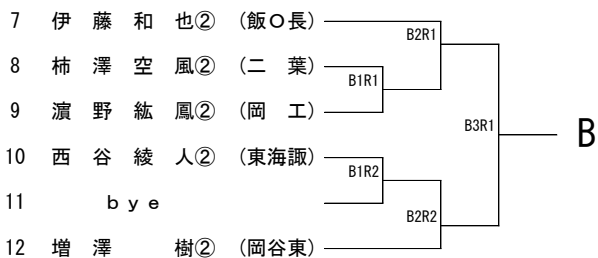 7 伊藤和也② (飯O長)
B2R1
8 柿澤空風② (二葉)
B1R1
9 濵野紘鳳② (岡工)
B3R1
B
10 西谷綾人② (東海諏)
B1R2
11 bye
B2R2
12 増澤樹② (岡谷東)